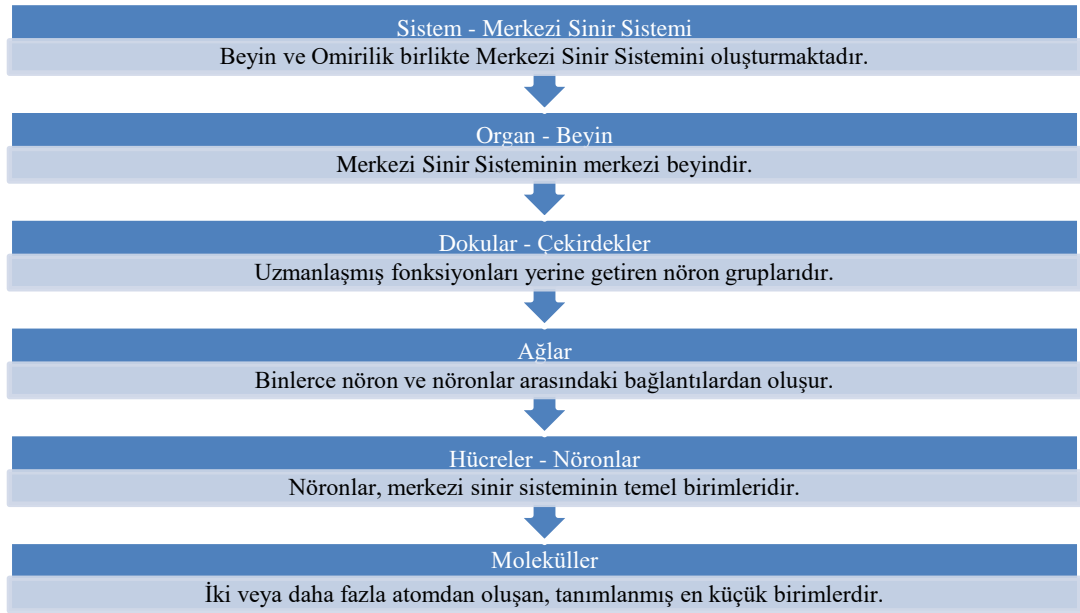 Sistem - Merkezi Sinir Sistemi
Beyin ve Omirilik birlikte Merkezi Sinir Sistemini oluşturmaktadır.
Organ - Beyin
Merkezi Sinir Sisteminin merkezi beyindir.
Dokular - Çekirdekler
Uzmanlaşmış fonksiyonları yerine getiren nöron gruplarıdır.
Ağlar
Binlerce nöron ve nöronlar arasındaki bağlantılardan oluşur.
Hücreler - Nöronlar
Nöronlar, merkezi sinir sisteminin temel birimleridir.
Moleküller
İki veya daha fazla atomdan oluşan, tanımlanmış en küçük birimlerdir.